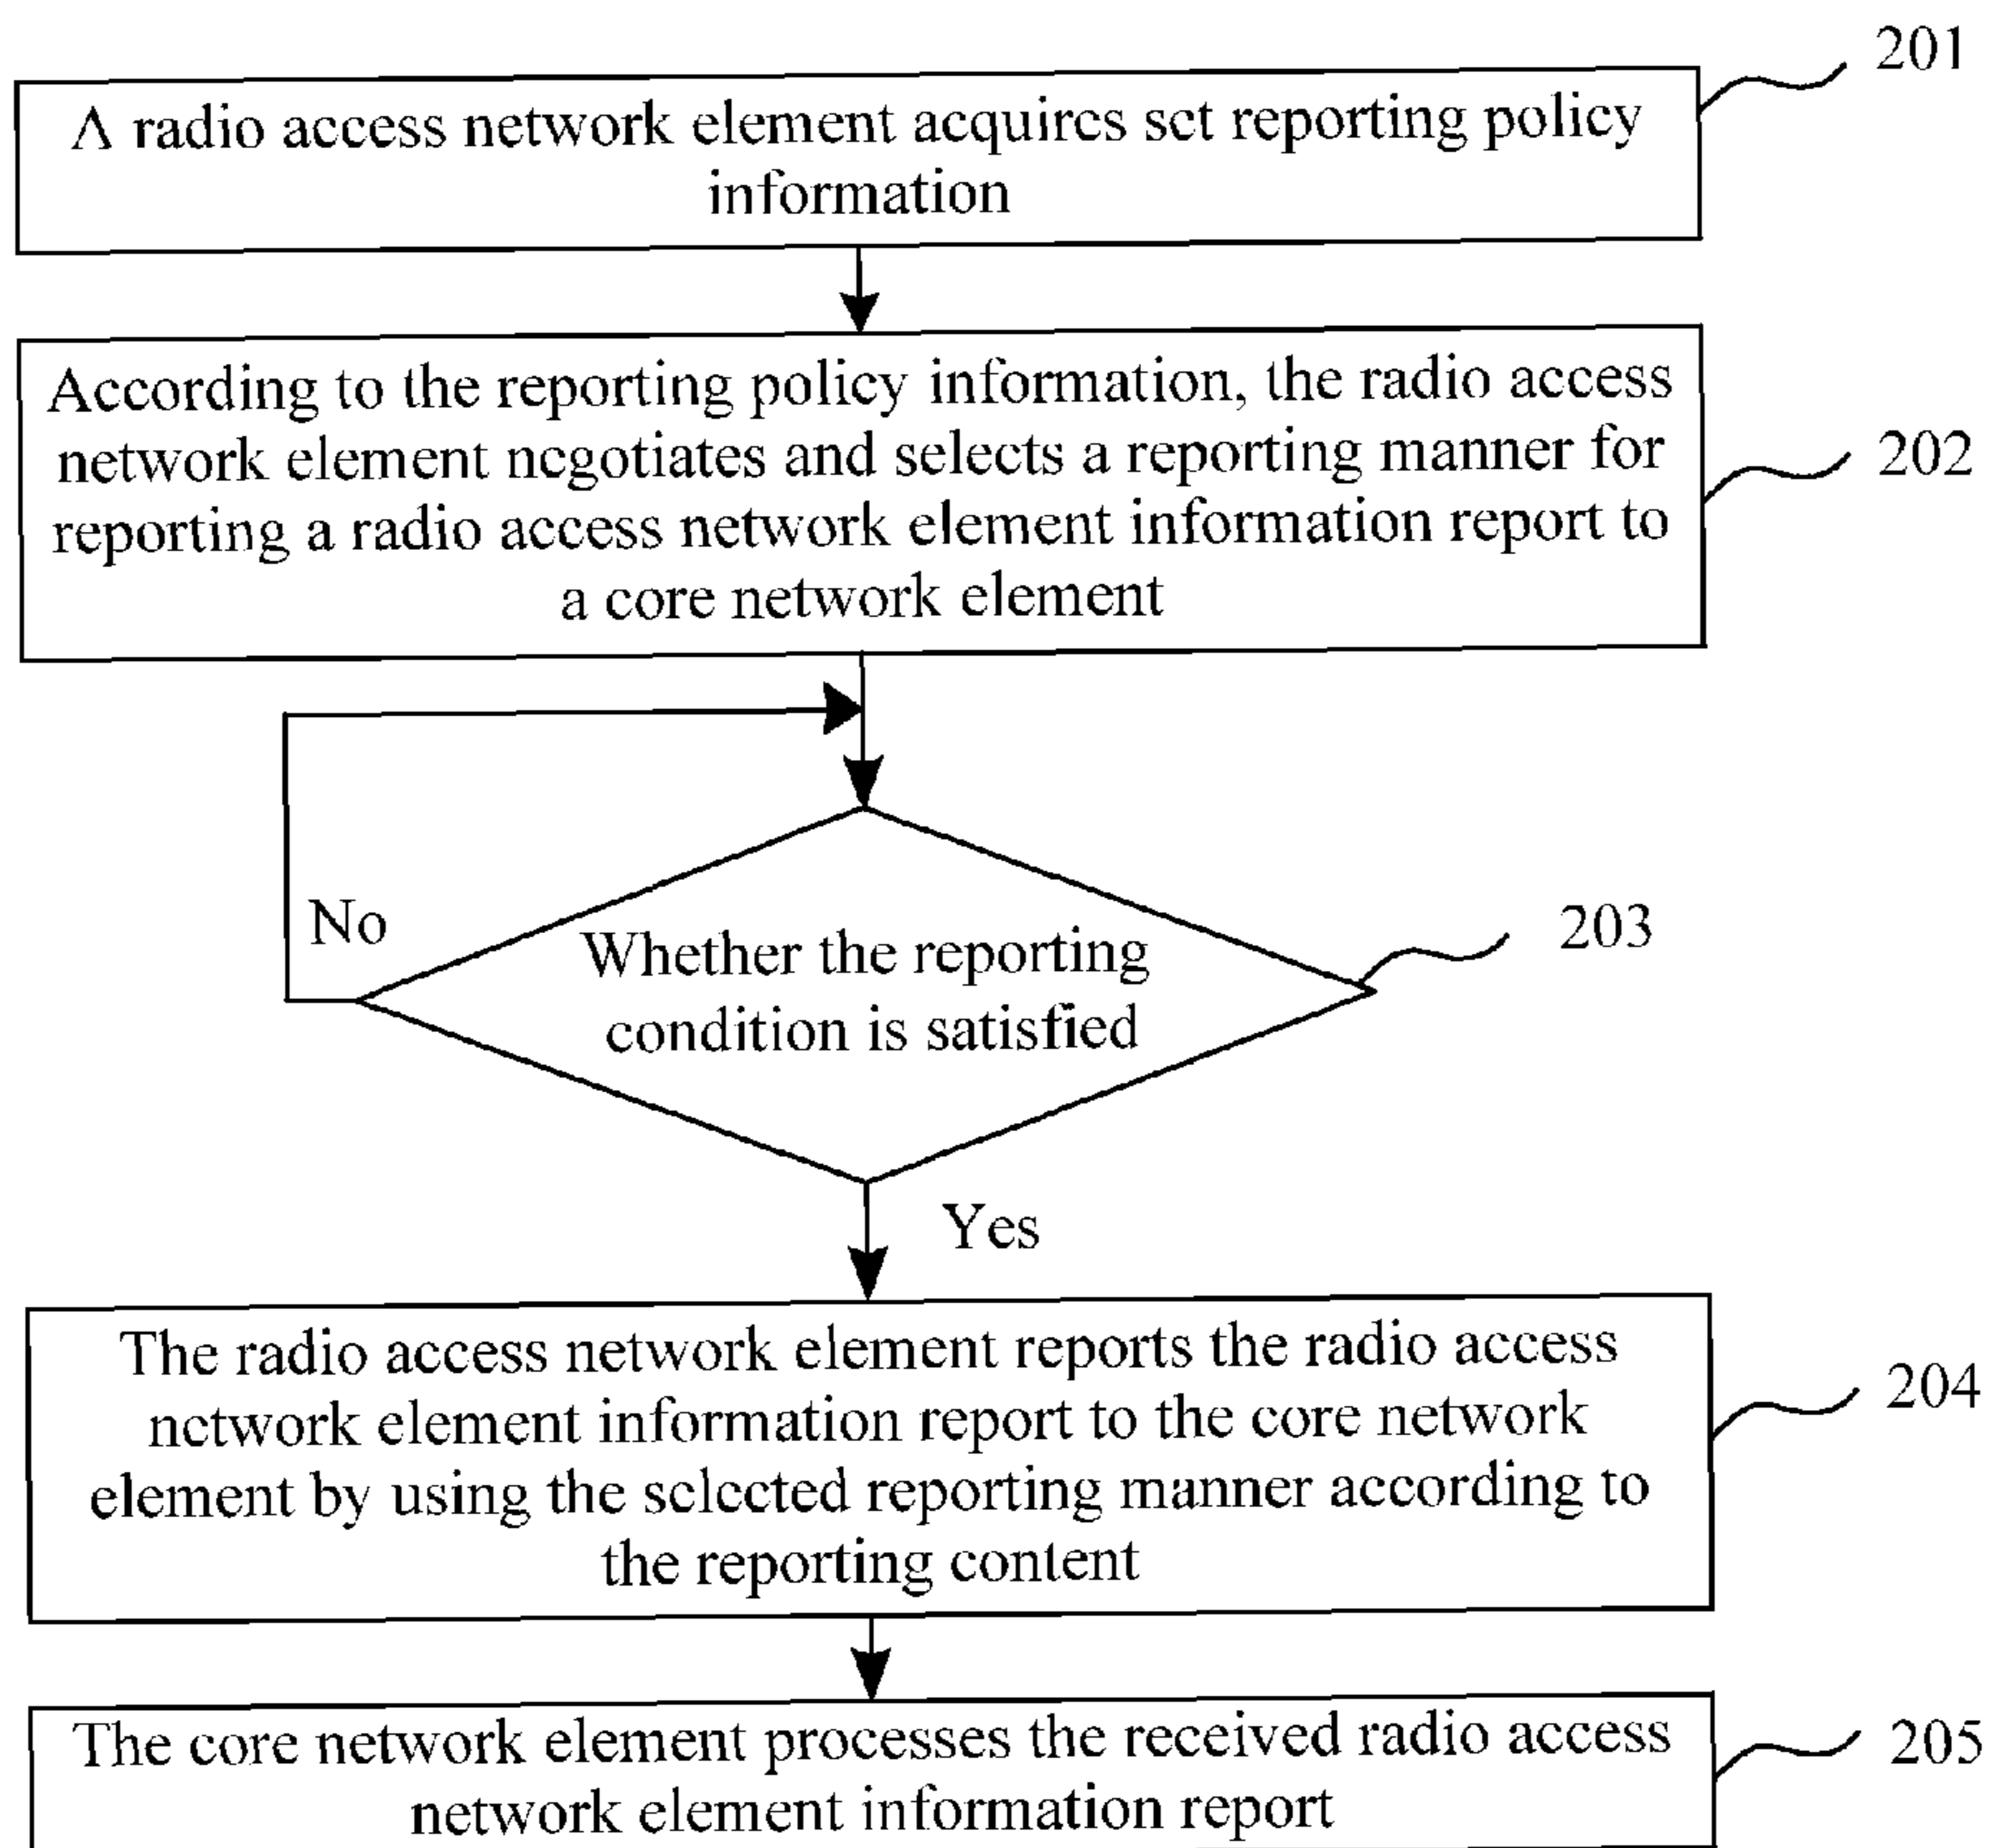 201
A radio access network element acquires set reporting policy
information
According to the reporting policy information, the radio access
network element negotiates and selects a reporting manner for
reporting a radio access network element information report to
a core network element
202
No
Whether the reporting
condition is satisfied
203
Yes
The radio access network element reports the radio access
network element information report to the core network
element by using the selected reporting manner according to
the reporting content
204
The core network element processes the received radio access
network element information report
205